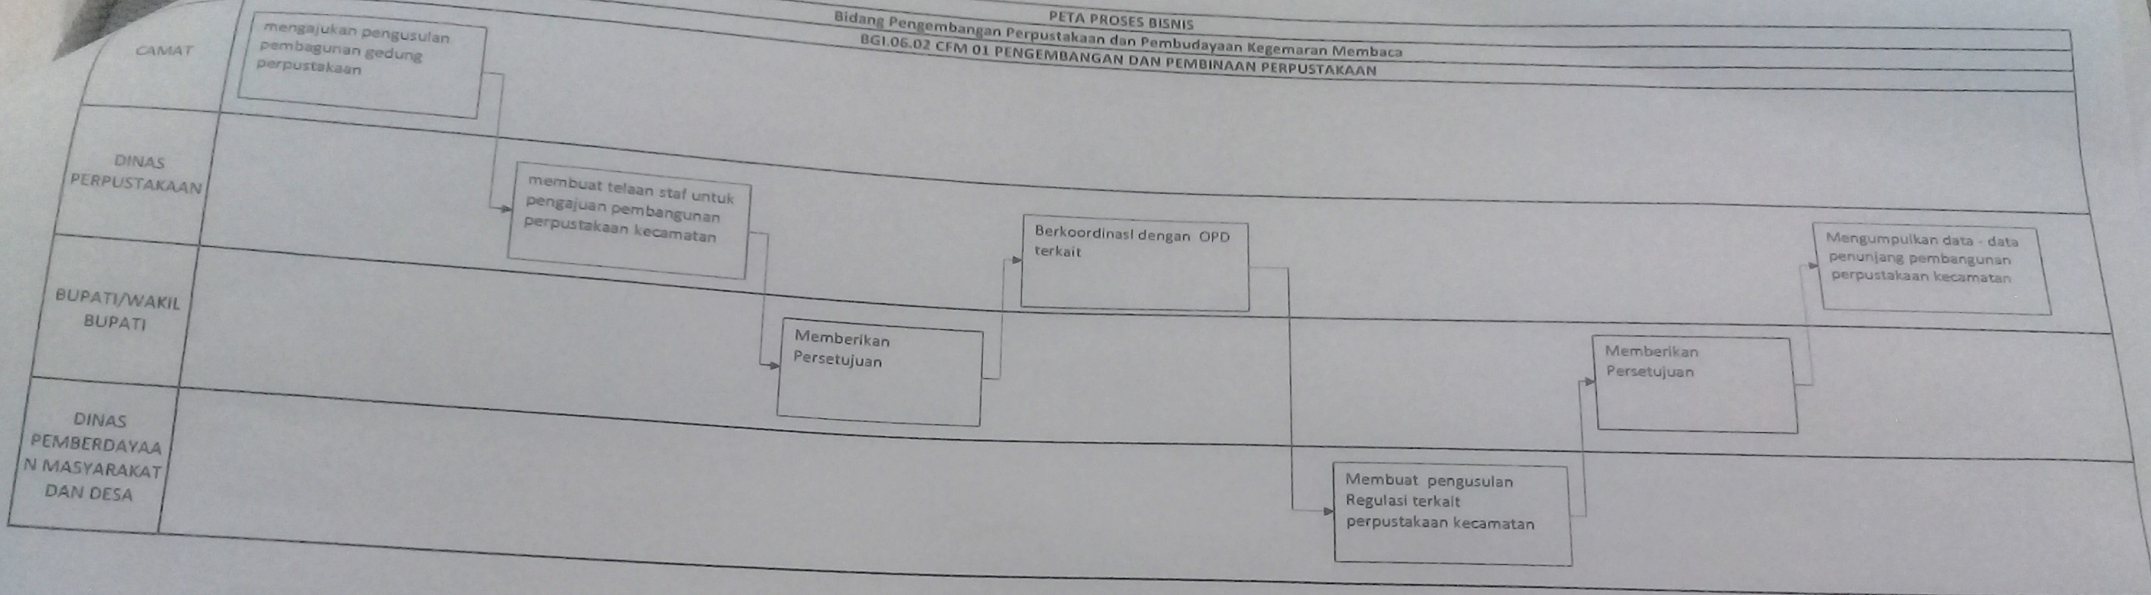 PETA PROSES BISNIS
Bidang Pengembangan Perpustakaan dan Pembudayaan Kegemaran Membaca
BGI.06.02 CFM 01 PENGEMBANGAN DAN PEMBINAAN PERPUSTAKAAN
CAMAT
mengajukan pengusulan
pembagunan gedung
perpustakaan
DINAS
PERPUSTAKAAN
membuat telaan staf untuk
pengajuan pembangunan
perpustakaan kecamatan
Berkoordinasi dengan OPD
terkait
Mengumpulkan data - data
penunjang pembangunan
perpustakaan kecamatan
BUPATI/WAKIL
BUPATI
Memberikan
Persetujuan
Memberikan
Persetujuan
DINAS
PEMBERDAYAA
N MASYARAKAT
DAN DESA
Membuat pengusulan
Regulasi terkait
perpustakaan kecamatan